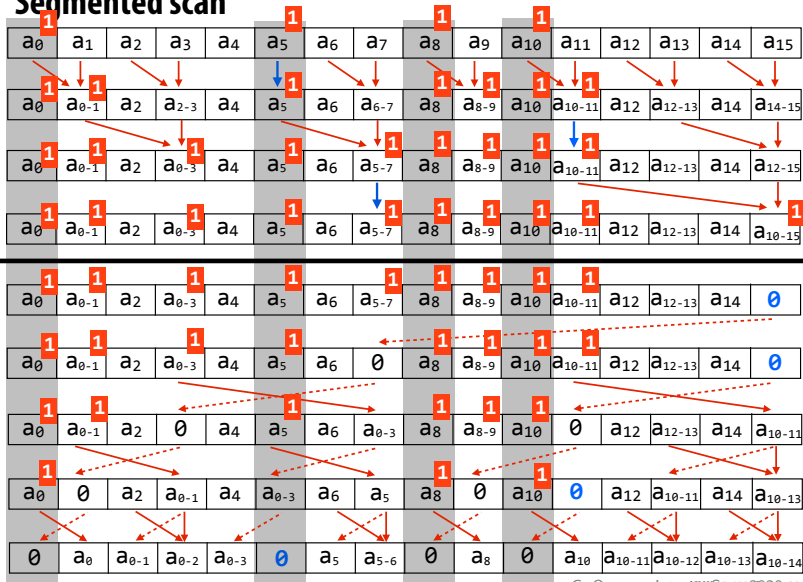 Segmented scan
1 1 1 1
a0 a1 a2 a3 a4 a5 a6 a7 a8 a9 a10 a11 a12 a13 a14 a15
1 1 1 1 1 1 1
a0 a0-1 a2 a2-3 a4 a5 a6 a6-7 a8 a8-9 a10 a10-11 a12 a12-13 a14 a14-15
1 1 1 1 1 1 1 1 1
a0 a0-1 a2 a0-3 a4 a5 a6 a5-7 a8 a8-9 a10 a10-11 a12 a12-13 a14 a12-15
1 1 1 1 1 1 1 1 1 1
a0 a0-1 a2 a0-3 a4 a5 a6 a5-7 a8 a8-9 a10 a10-11 a12 a12-13 a14 a10-15
1 1 1 1 1 1 1 1 1
a0 a0-1 a2 a0-3 a4 a5 a6 a5-7 a8 a8-9 a10 a10-11 a12 a12-13 a14 0
1 1 1 1 1 1 1 1
a0 a0-1 a2 a0-3 a4 a5 a6 0 a8 a8-9 a10 a10-11 a12 a12-13 a14 0
1 1 1 1 1 1
a0 a0-1 a2 0 a4 a5 a0-3 a8 a8-9 a10 0 a12 a12-13 a14 a10-11
1 1 1
a0 0 a2 a0-1 a4 a0-3 a6 a5 a8 0 a10 0 a12 a10-11 a14 a10-13
0 a0 a0-1 a0-2 a0-3 0 a5 a5-6 0 a8 0 a10 a10-11 a10-12 a10-13 a10-14